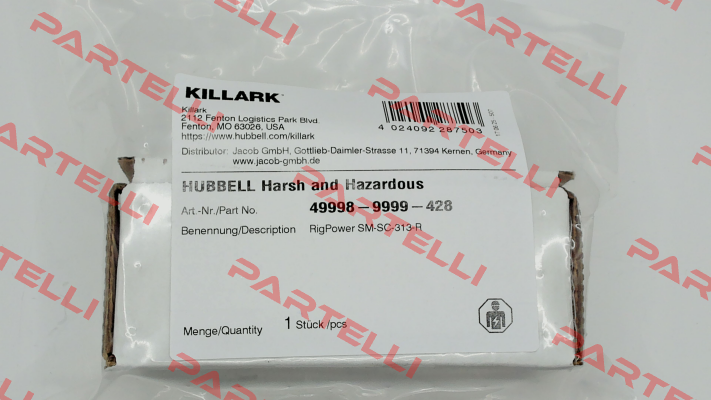 KILLARK™
Killark
2112 Fenton Logistics Park Blvd
Fenton, MO 63026, USA
https://www.hubbell.com/killark
4 024092 287503
Distributor: Jacob GmbH, Gottlieb-Daimler-Strasse 11, 71394 Kernen, Germany
www.jacob-gmbh.de
HUBBELL Harsh and Hazardous
Art.-Nr./Part No. 49998-9999-428
Benennung/Description RigPower SM-SC-313-R
Menge/Quantity 1 Stück /pcs
PARTELLI
PARTELLI
PARTELLI
PARTELLI
PARTELLI
PARTELLI